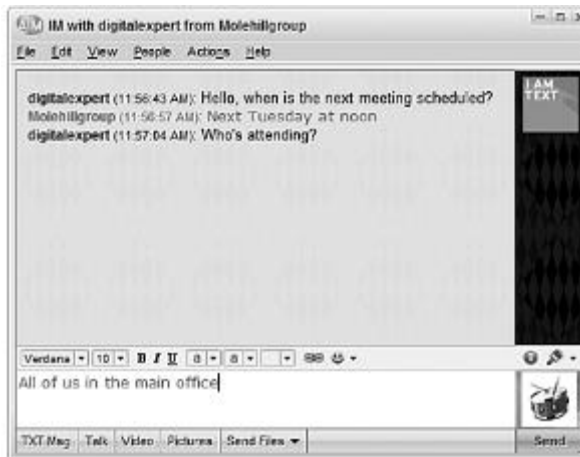 IM with digitalexpert from Molehillgroup
File Edit View People Actions Help
digitalexpert (11:56:43 AM): Hello, when is the next meeting scheduled?
Molehillgroup (11:56:57 AM): Next Tuesday at noon
digitalexpert (11:57:04 AM): Who's attending?
I AM
TEXT
Verdana 10 B I U a a
All of us in the main office
TXT Msg Talk Video Pictures Send Files Send